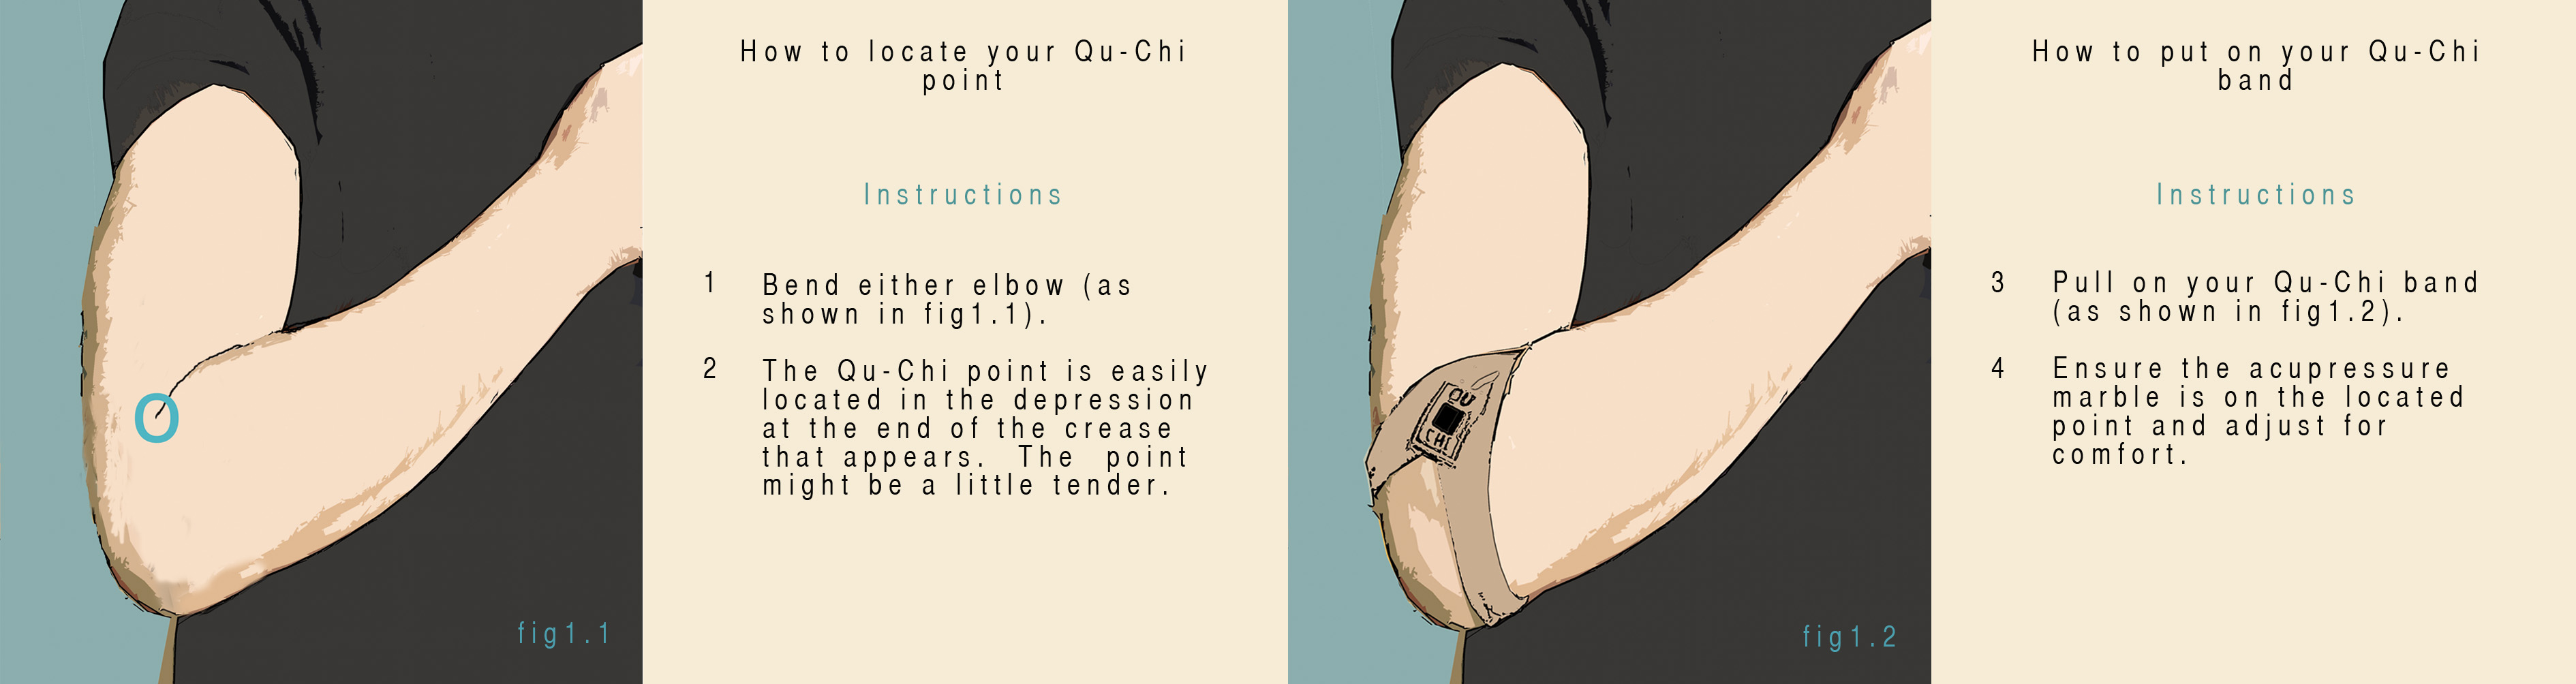 How to locate your Qu-Chi
point
Instructions
1 Bend either elbow (as
shown in fig1.1).
2 The Qu-Chi point is easily
located in the depression
at the end of the crease
that appears. The point
might be a little tender.
fig1.1
How to put on your Qu-Chi
band
Instructions
3 Pull on your Qu-Chi band
(as shown in fig1.2).
4 Ensure the acupressure
marble is on the located
point and adjust for
comfort.
QU
CHI
fig1.2